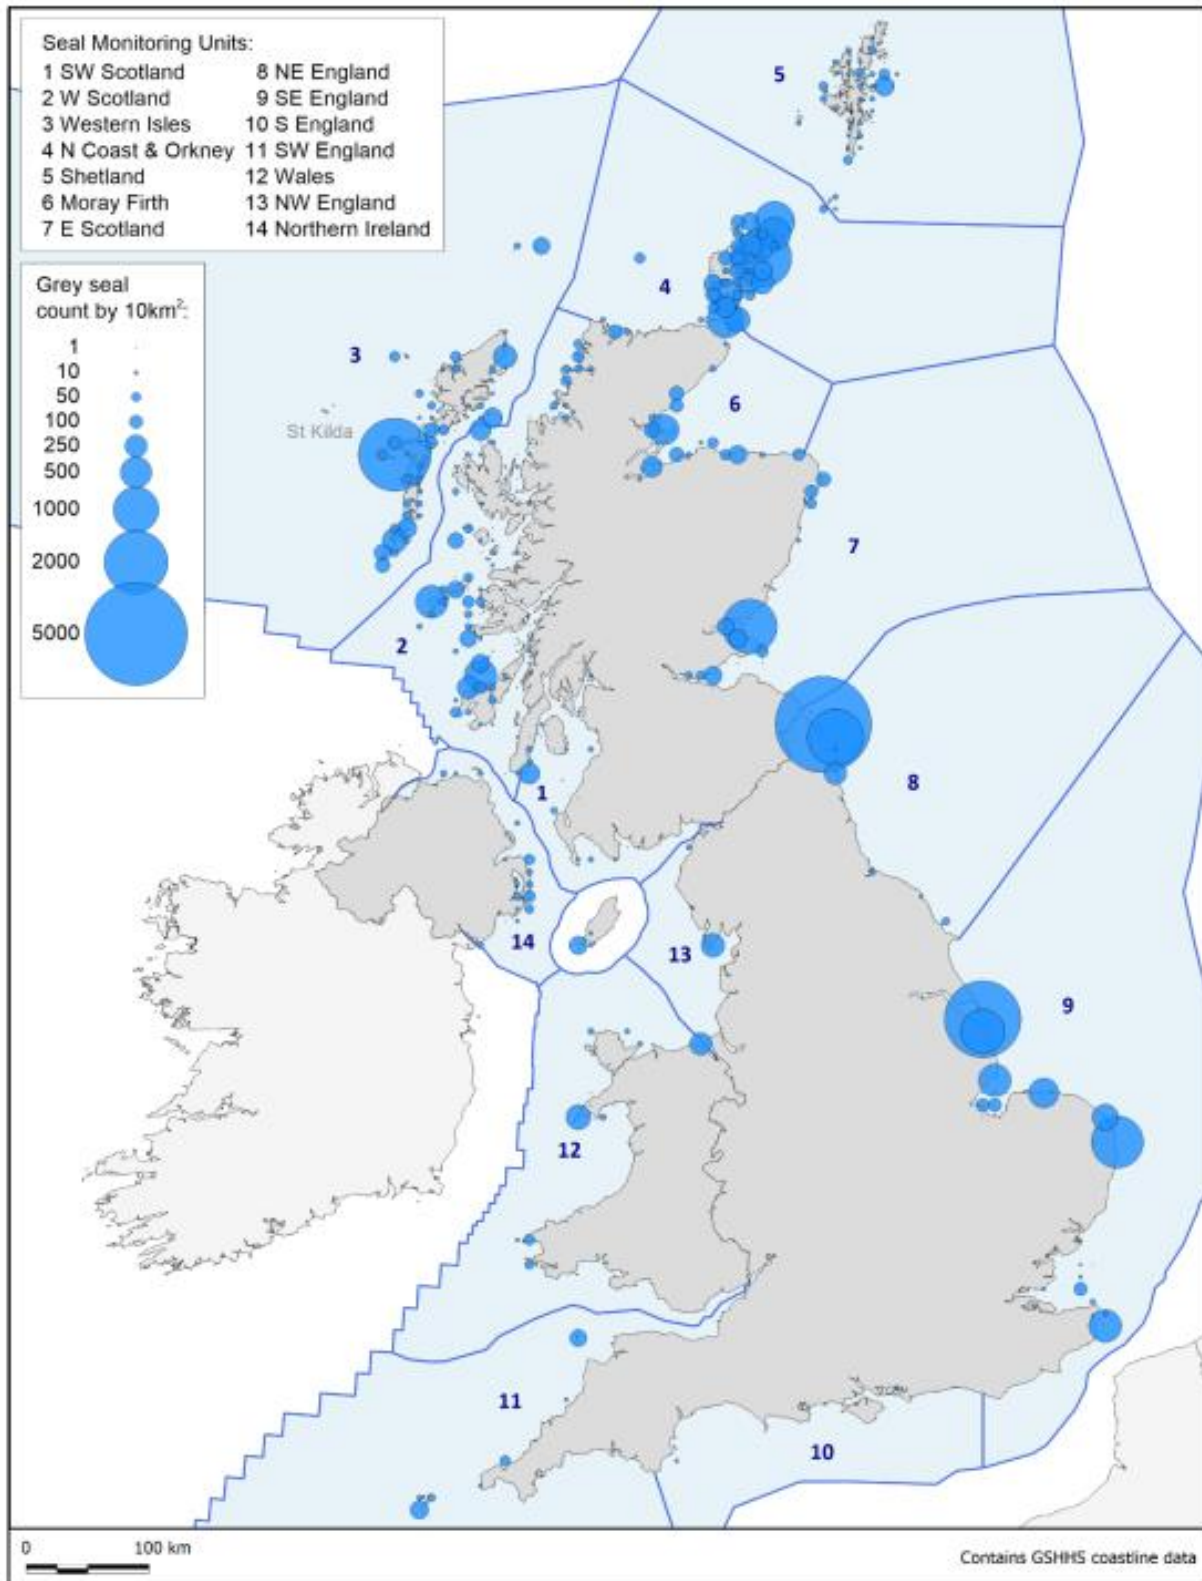 Seal Monitoring Units:
1 SW Scotland 8 NE England
2 W Scotland 9 SE England
3 Western Isles 10 S England
4 N Coast & Orkney 11 SW England
5 Shetland 12 Wales
6 Moray Firth 13 NW England
7 E Scotland 14 Northern Ireland
Grey seal
count by 10km²:
1
10
50
100
250
500
1000
2000
5000
5
4
3
6
St Kilda
7
2
8
1
14
13
9
12
11
10
0 100 km
Contains GSHHS coastline data